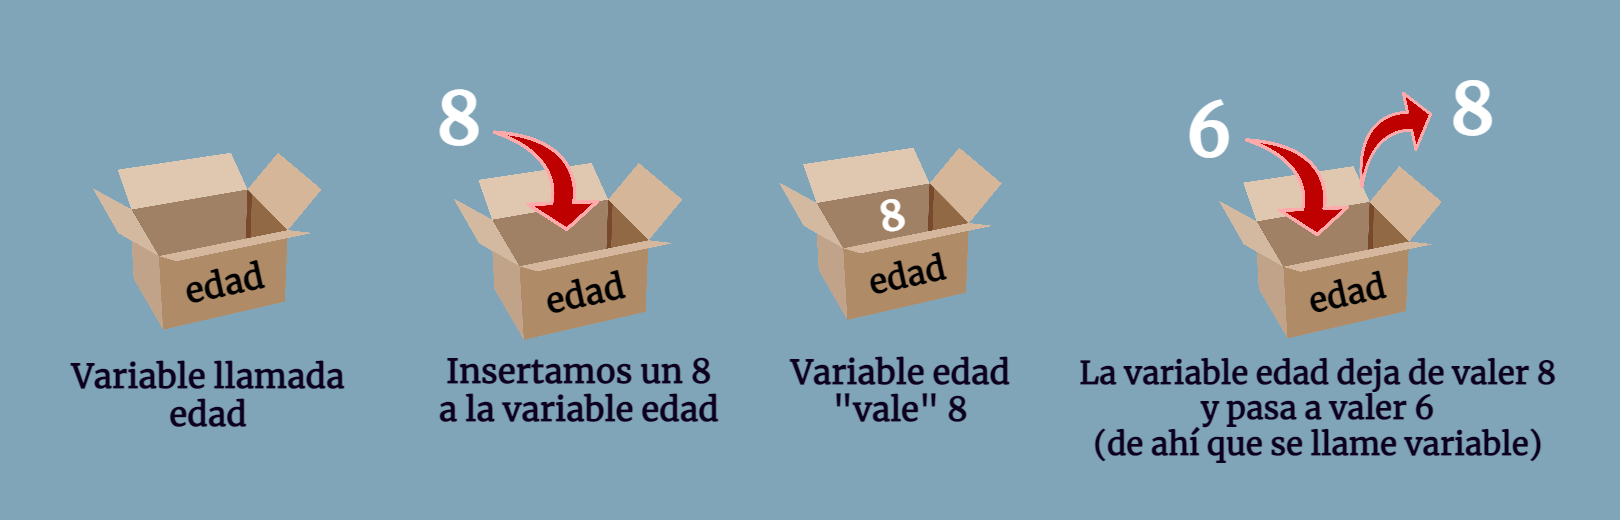 edad
Variable llamada
edad
8
edad
Insertamos un 8
a la variable edad
8
edad
Variable edad
"vale" 8
6
8
edad
La variable edad deja de valer 8
y pasa a valer 6
(de ahí que se llame variable)